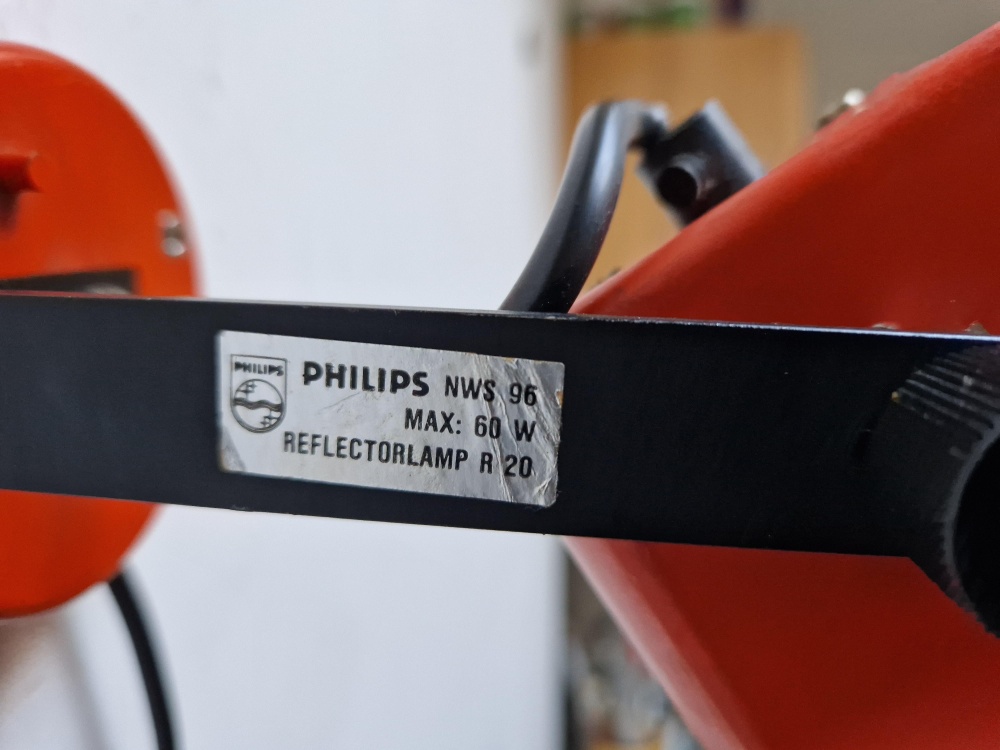 PHILIPS
PHILIPS NWS 96
MAX: 60 W
REFLECTORLAMP R 20